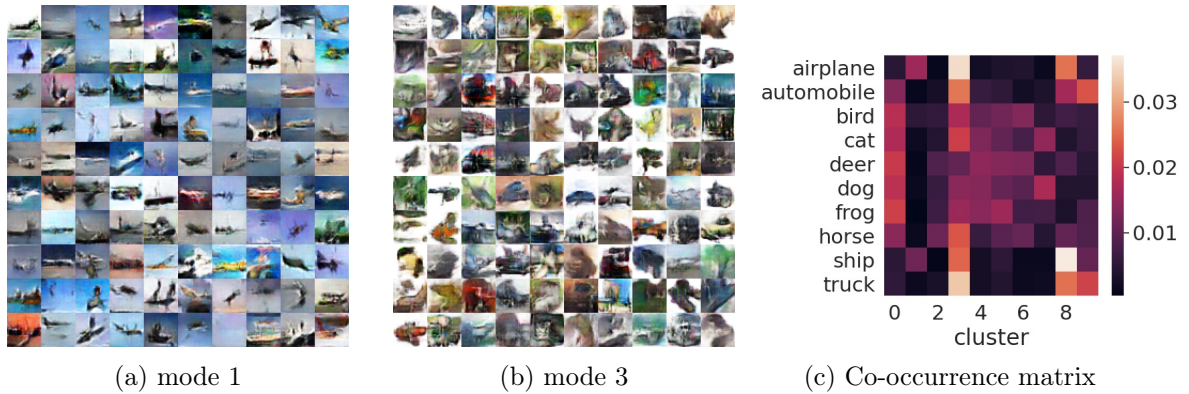 airplane
automobile
bird
cat
deer
dog
frog
horse
ship
truck
0 2 4 6 8
cluster
0.03
0.02
0.01
(a) mode 1
(b) mode 3
(c) Co-occurrence matrix